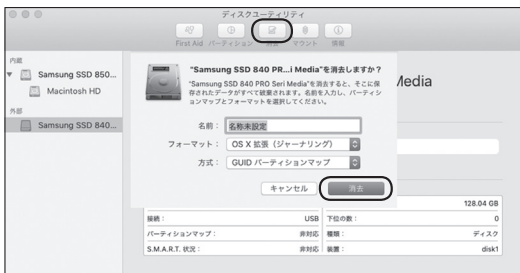 ディスクユーティリティ
First Aid パーティション 消去 マウント 情報
内蔵
Samsung SSD 850...
Macintosh HD
外部
Samsung SSD 840...
"Samsung SSD 840 PR...i Media"を消去しますか？
"Samsung SSD 840 PRO Seri Media"を消去すると、そこに保
存されたデータがすべて破棄されます。名前を入力し、パーティシ
ョンマップとフォーマットを選択してください。
Media
名前：名称未設定
フォーマット：OS X 拡張（ジャーナリング）
方式：GUID パーティションマップ
キャンセル 消去
128.04 GB
接続： USB 下位の数： 0
パーティションマップ： 非対応 種類： ディスク
S.M.A.R.T. 状況： 非対応 装置： disk1